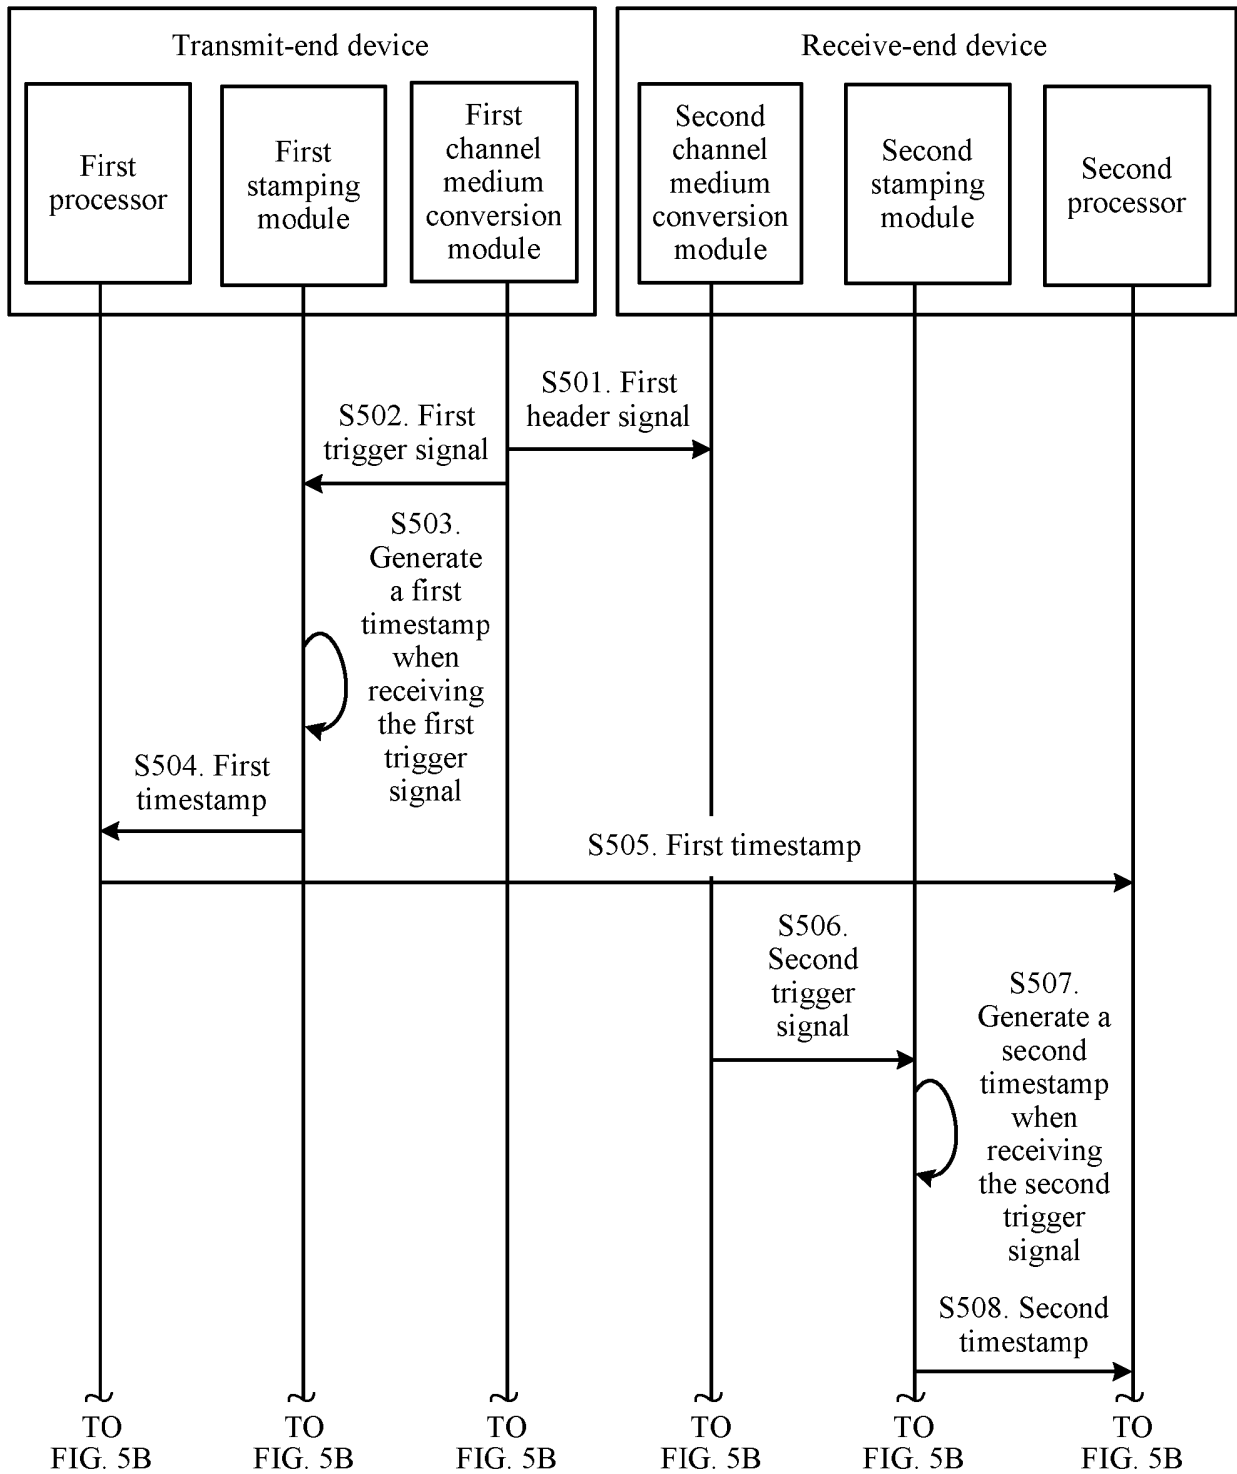 Transmit-end device
Receive-end device
First
processor
First
stamping
module
First
channel
medium
conversion
module
Second
channel
medium
conversion
module
Second
stamping
module
Second
processor
S501. First
header signal
S502. First
trigger signal
S503.
Generate
a first
timestamp
when
receiving
the first
trigger
signal
S504. First
timestamp
S505. First timestamp
S506.
Second
trigger
signal
S507.
Generate a
second
timestamp
when
receiving
the second
trigger
signal
S508. Second
timestamp
TO
FIG. 5B
TO
FIG. 5B
TO
FIG. 5B
TO
FIG. 5B
TO
FIG. 5B
TO
FIG. 5B